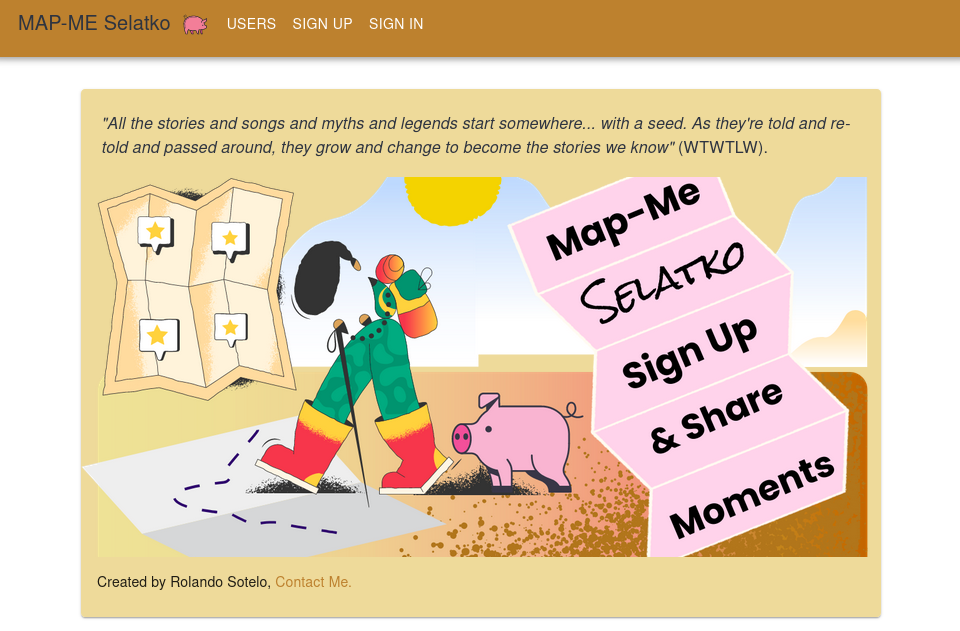 MAP-ME Selatko USERS SIGN UP SIGN IN
"All the stories and songs and myths and legends start somewhere... with a seed. As they're told and re-
told and passed around, they grow and change to become the stories we know" (WTWTLW).
Map-Me
SELATKO
Sign Up
& Share
Moments
Created by Rolando Sotelo, Contact Me.